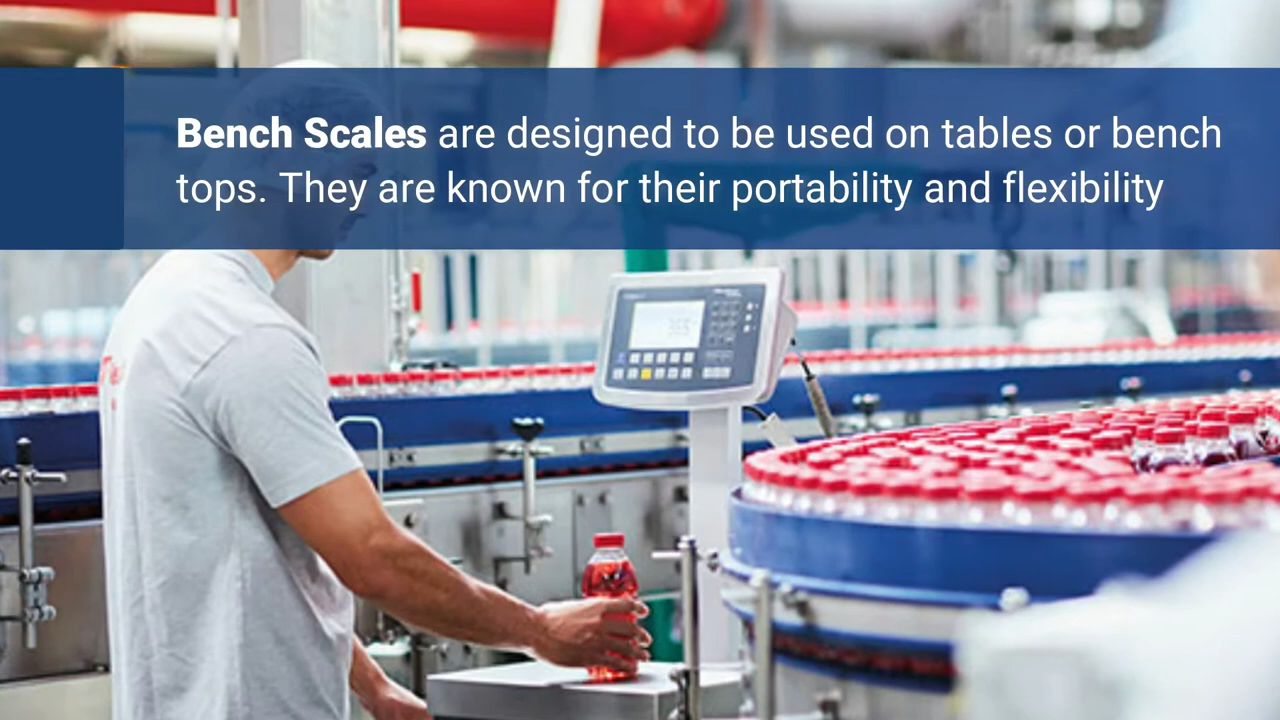 Bench Scales are designed to be used on tables or bench
tops. They are known for their portability and flexibility